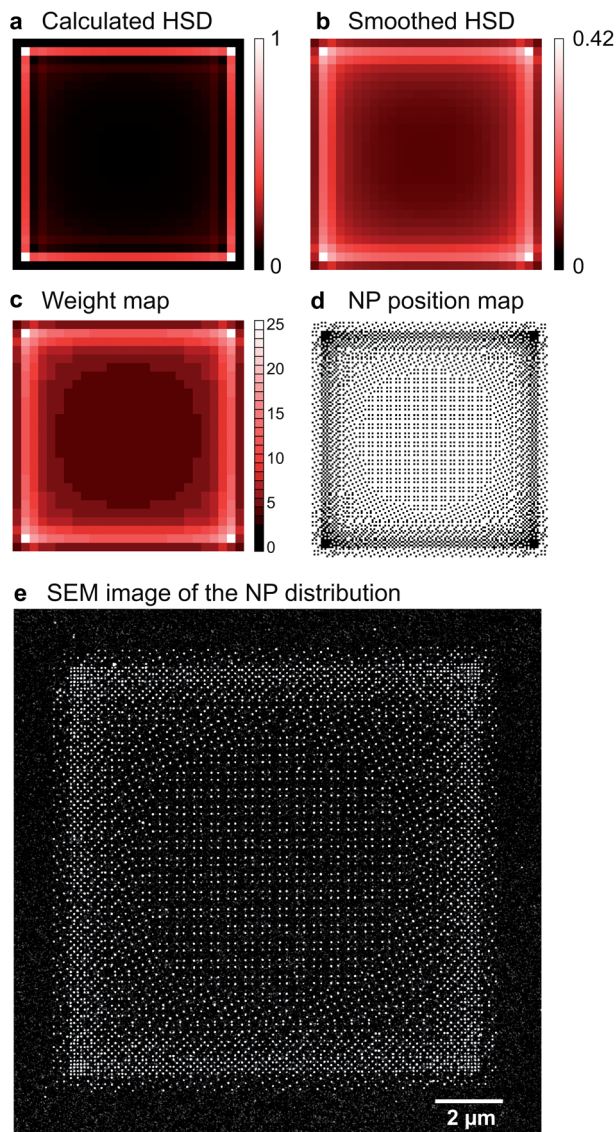 a Calculated HSD
1
0
b Smoothed HSD
0.42
0
c Weight map
25
20
15
10
5
0
d NP position map
e SEM image of the NP distribution
2 µm